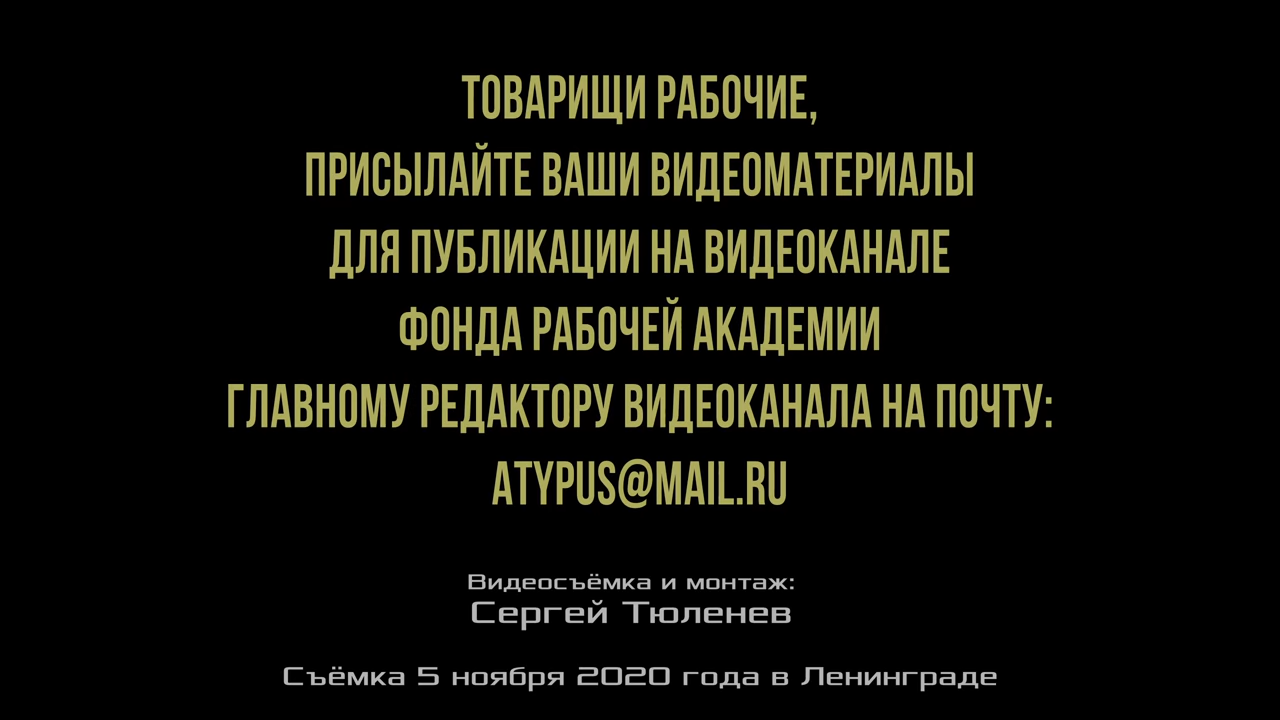 ТОВАРИЩИ РАБОЧИЕ,
ПРИСЫЛАЙТЕ ВАШИ ВИДЕОМАТЕРИАЛЫ
ДЛЯ ПУБЛИКАЦИИ НА ВИДЕОКАНАЛЕ
ФОНДА РАБОЧЕЙ АКАДЕМИИ
ГЛАВНОМУ РЕДАКТОРУ ВИДЕОКАНАЛА НА ПОЧТУ:
ATYPUS@MAIL.RU
Видеосъёмка и монтаж:
Сергей Тюленев
Съёмка 5 ноября 2020 года в Ленинграде